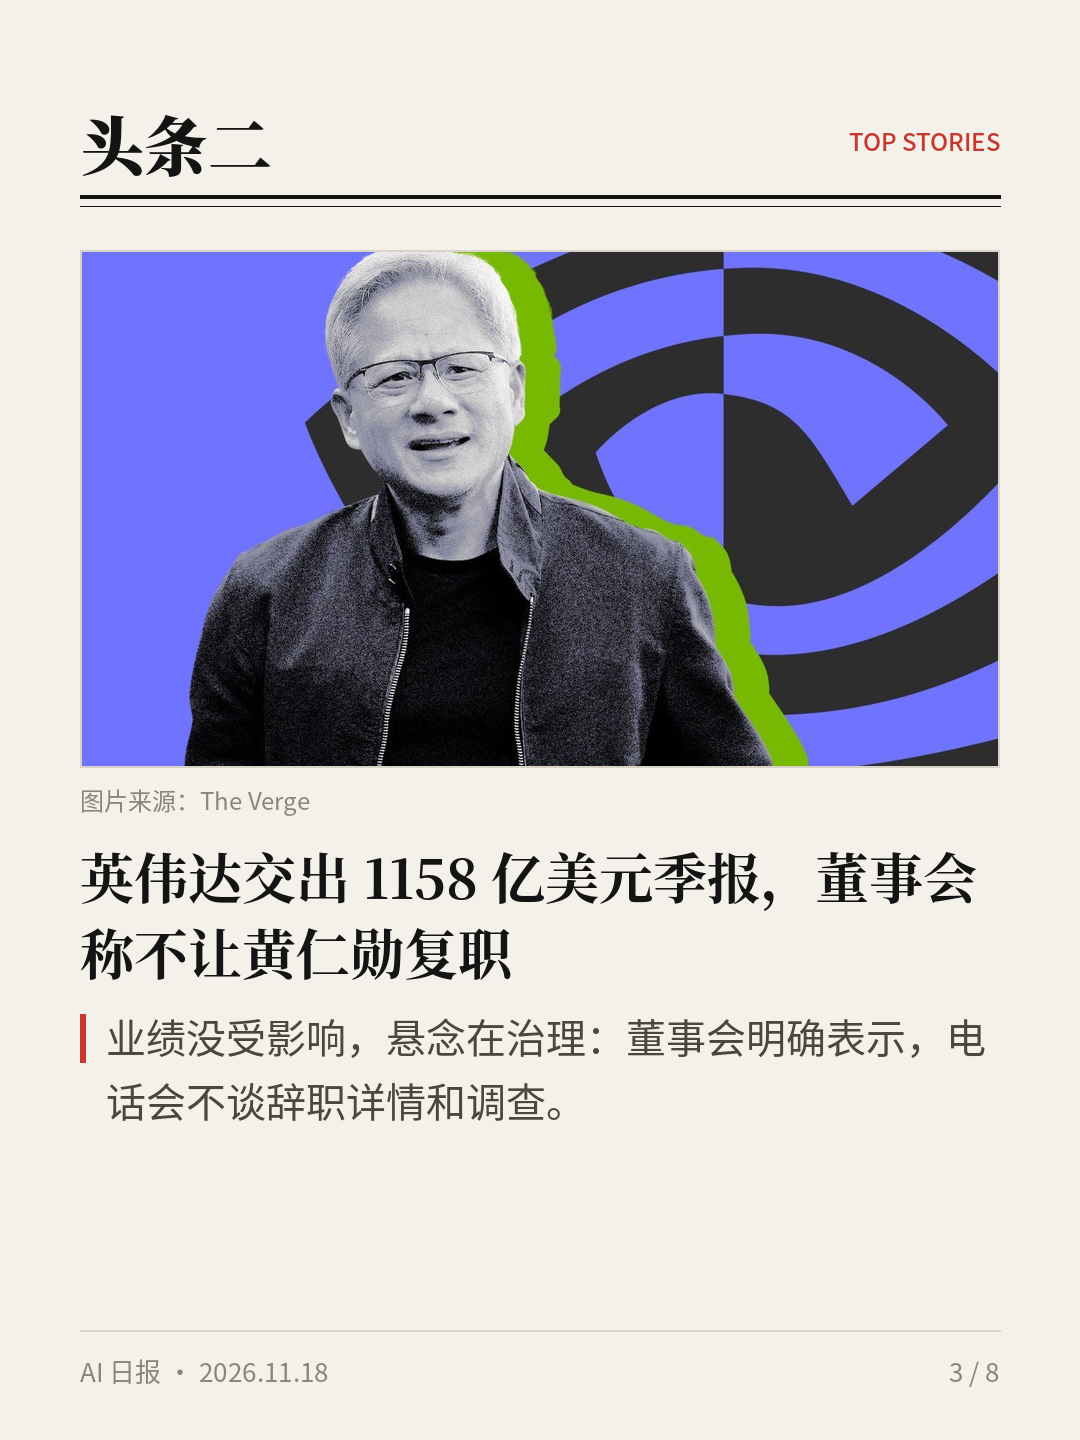 头条二
TOP STORIES
图片来源：The Verge
英伟达交出 1158 亿美元季报，董事会
称不让黄仁勋复职
业绩没受影响，悬念在治理：董事会明确表示，电
话会不谈辞职详情和调查。
AI 日报 · 2026.11.18
3 / 8